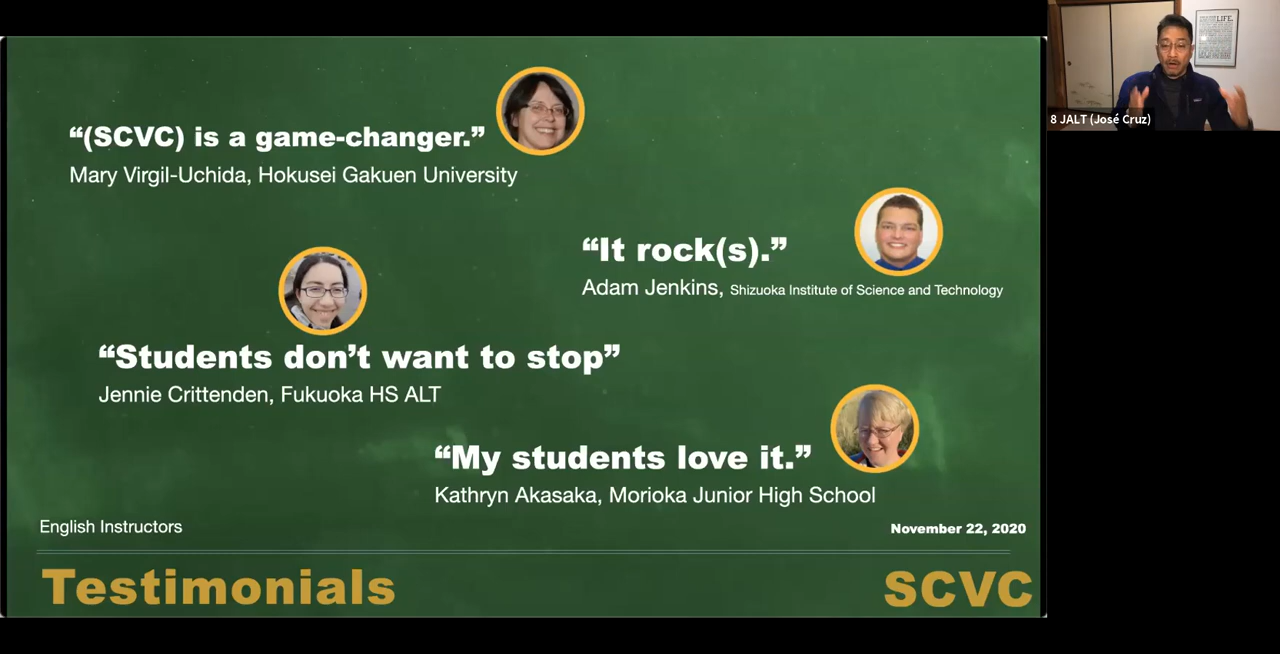 “(SCVC) is a game-changer.”
Mary Virgil-Uchida, Hokusei Gakuen University
“It rock(s).”
Adam Jenkins, Shizuoka Institute of Science and Technology
“Students don’t want to stop”
Jennie Crittenden, Fukuoka HS ALT
“My students love it.”
Kathryn Akasaka, Morioka Junior High School
English Instructors
November 22, 2020
Testimonials
SCVC
LIFE.
8 JALT (José Cruz)